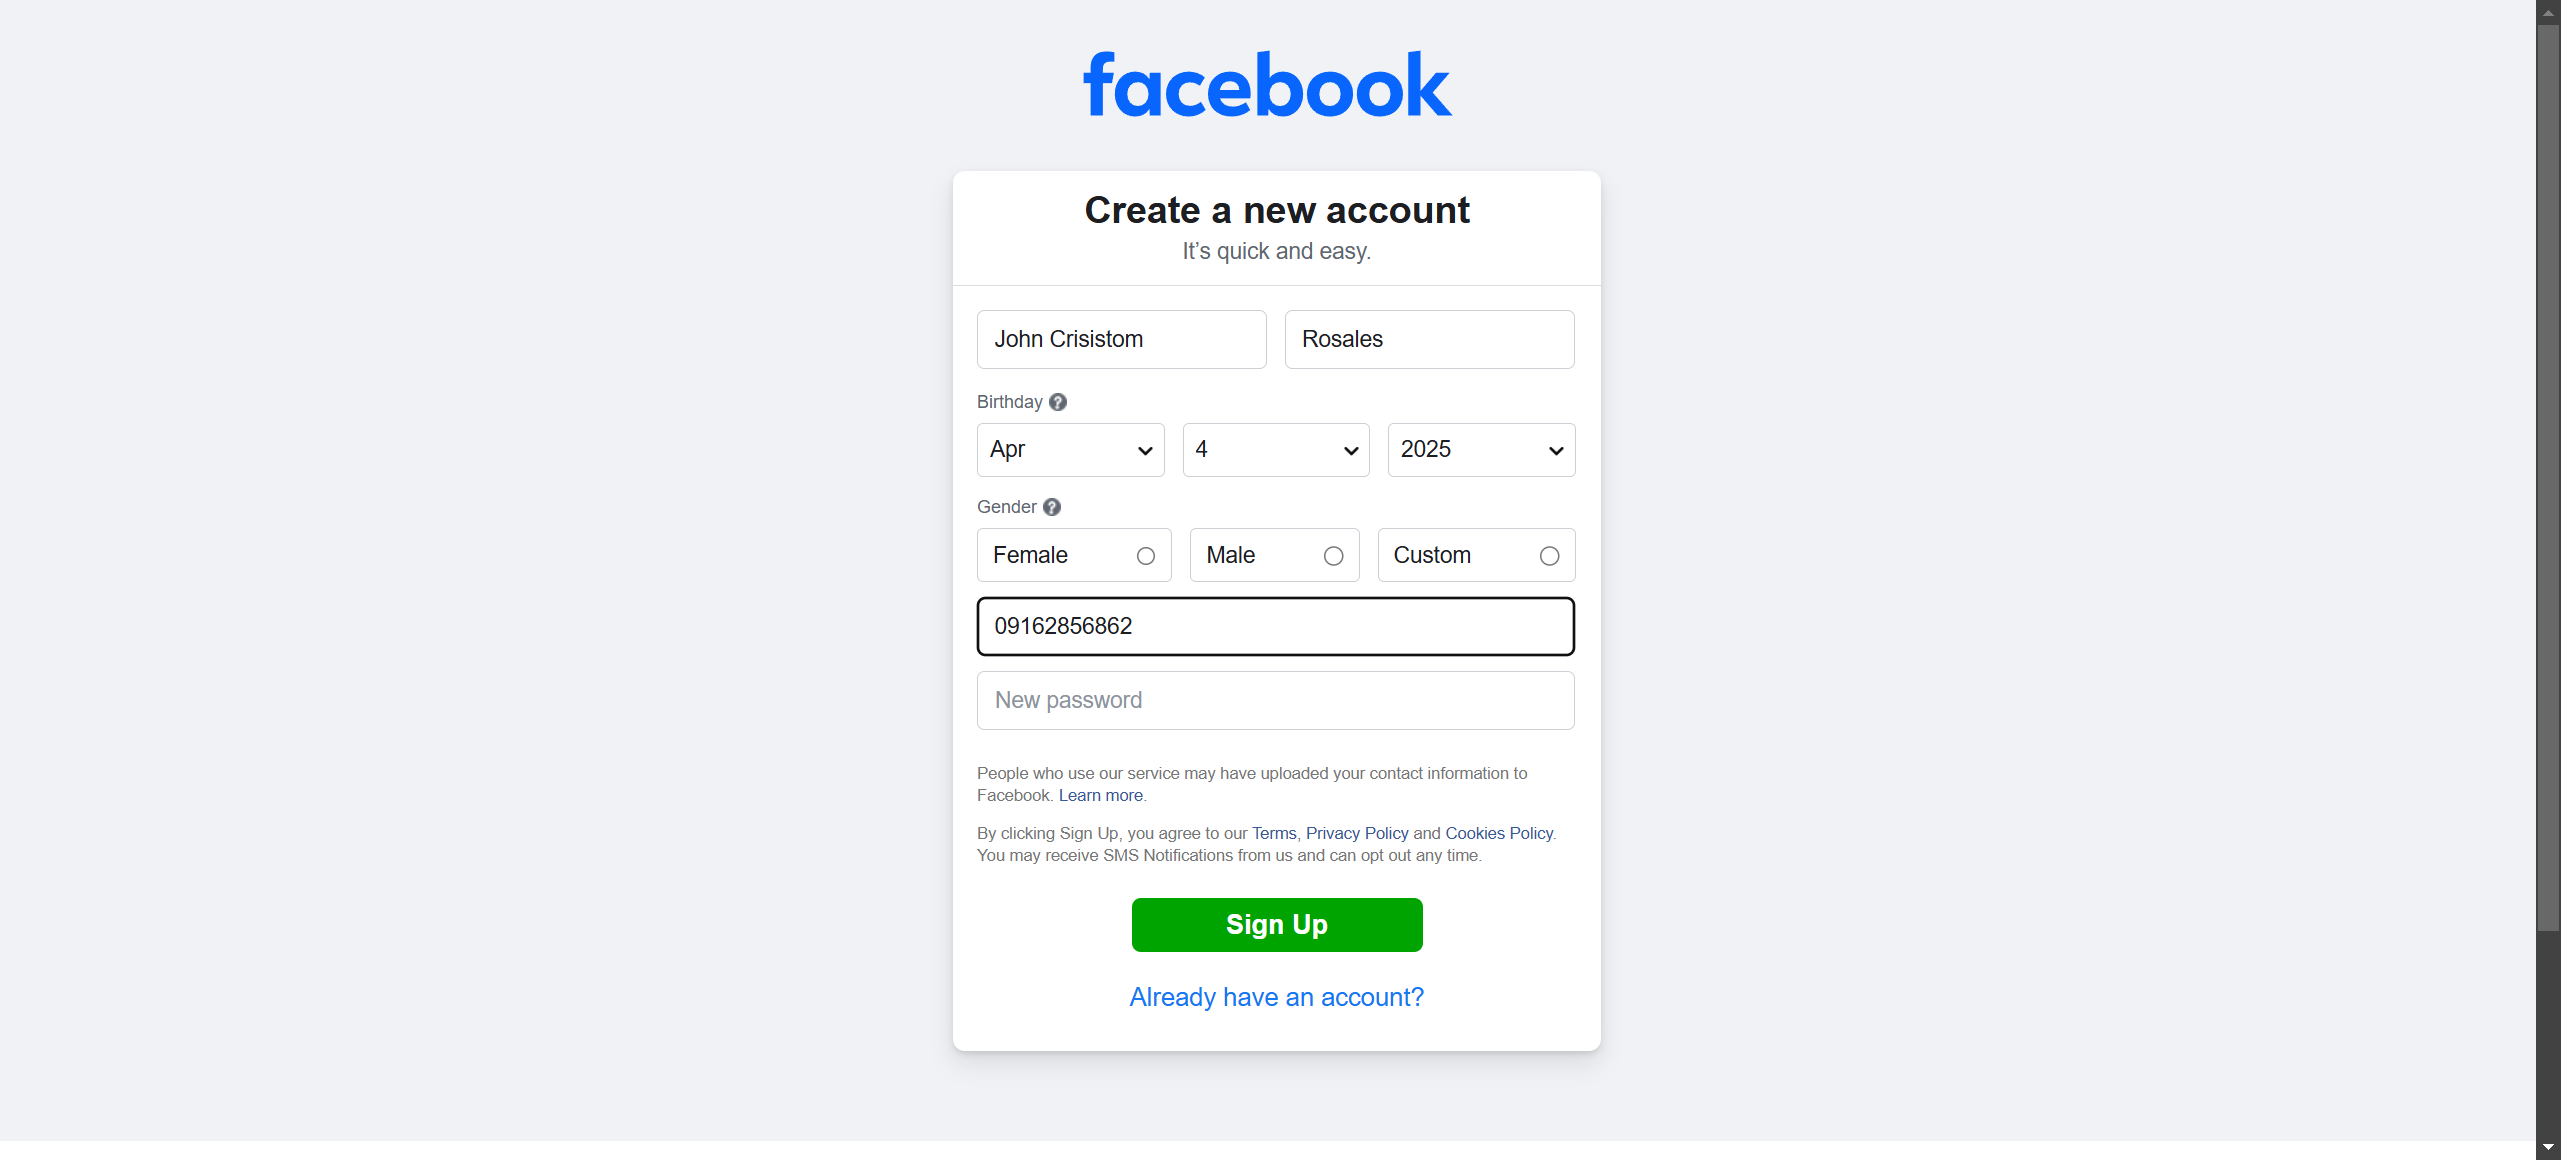 facebook
Create a new account
It's quick and easy.
John Crisistom Rosales
Birthday ?
Apr 4 2025
Gender ?
Female Male Custom
09162856862
New password
People who use our service may have uploaded your contact information to
Facebook. Learn more.
By clicking Sign Up, you agree to our Terms, Privacy Policy and Cookies Policy.
You may receive SMS Notifications from us and can opt out any time.
Sign Up
Already have an account?